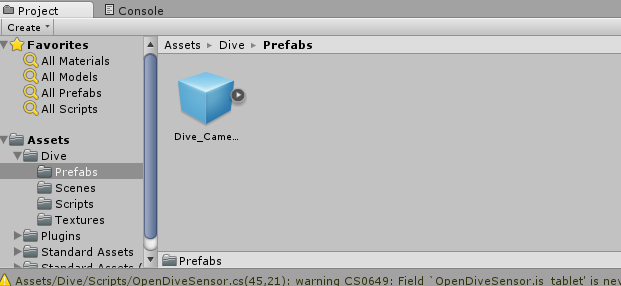 Project
Console
Create
Favorites
All Materials
All Models
All Prefabs
All Scripts
Assets
Dive
Prefabs
Scenes
Scripts
Textures
Plugins
Standard Assets
Standard Assets (
Assets ▸ Dive ▸ Prefabs
Dive_Came...
Prefabs
Assets/Dive/Scripts/OpenDiveSensor.cs(45,21): warning CS0649: Field `OpenDiveSensor.is_tablet' is nev